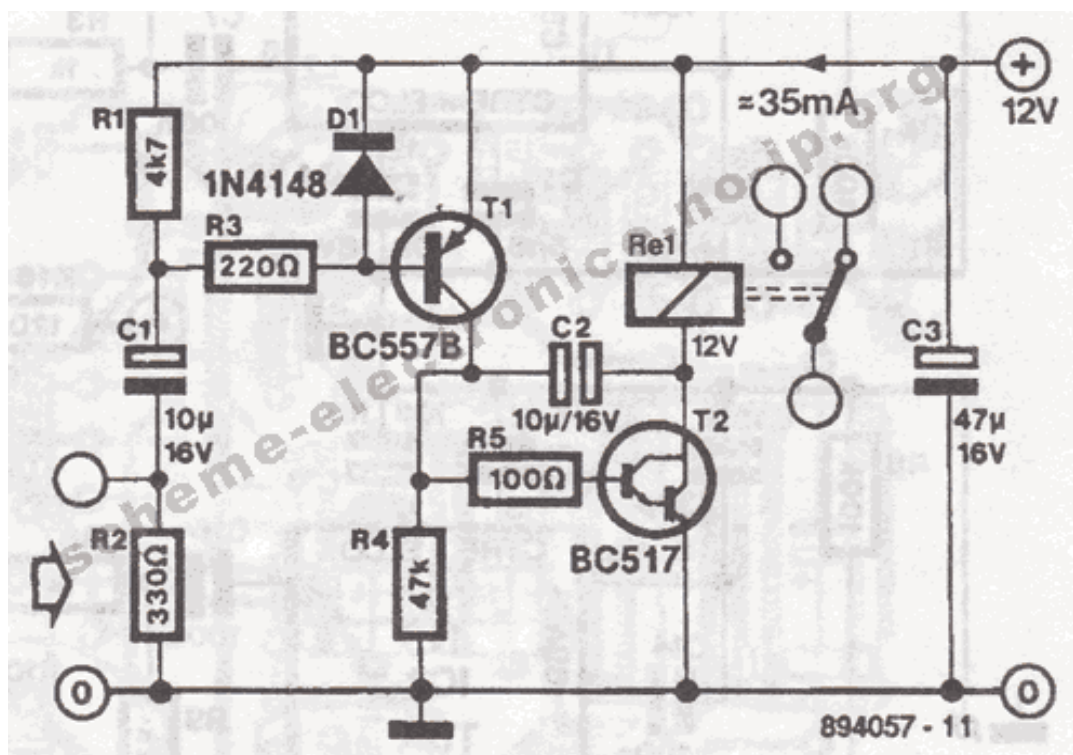 R1
4k7
D1
1N4148
T1
≈35mA
+
12V
R3
220Ω
BC557B
Re1
12V
C1
10µ
16V
C2
10µ/16V
T2
C3
47µ
16V
R5
100Ω
BC517
R2
330Ω
R4
47k
0
0
894057 - 11
scheme-electronice.no-ip.org